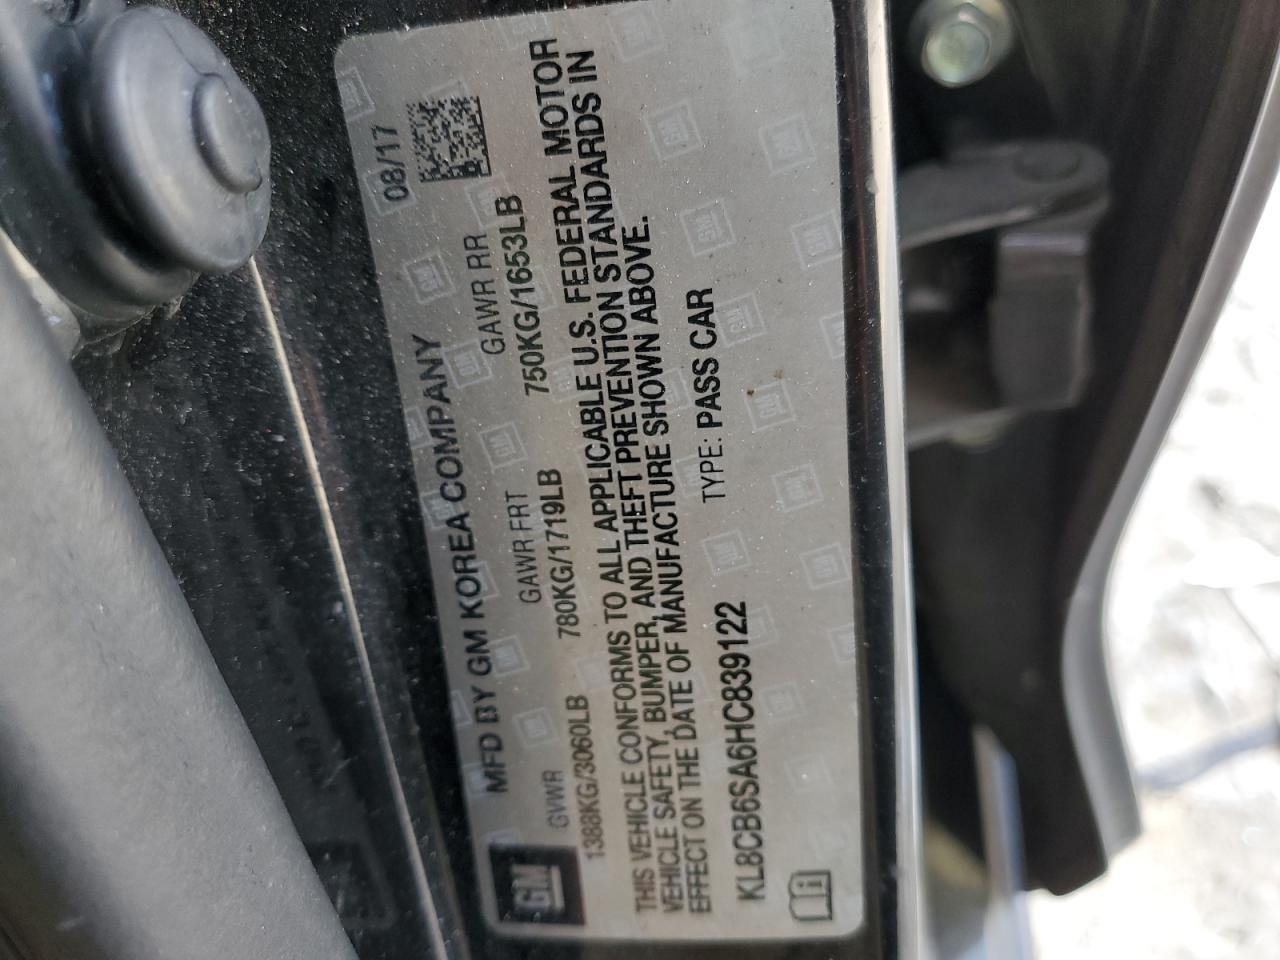 GM
MFD BY GM KOREA COMPANY 08/17
GVWR GAWR FRT GAWR RR
1388KG/3060LB 780KG/1719LB 750KG/1653LB
THIS VEHICLE CONFORMS TO ALL APPLICABLE U.S. FEDERAL MOTOR
VEHICLE SAFETY, BUMPER, AND THEFT PREVENTION STANDARDS IN
EFFECT ON THE DATE OF MANUFACTURE SHOWN ABOVE.
KL8CB6SA6HC839122 TYPE: PASS CAR